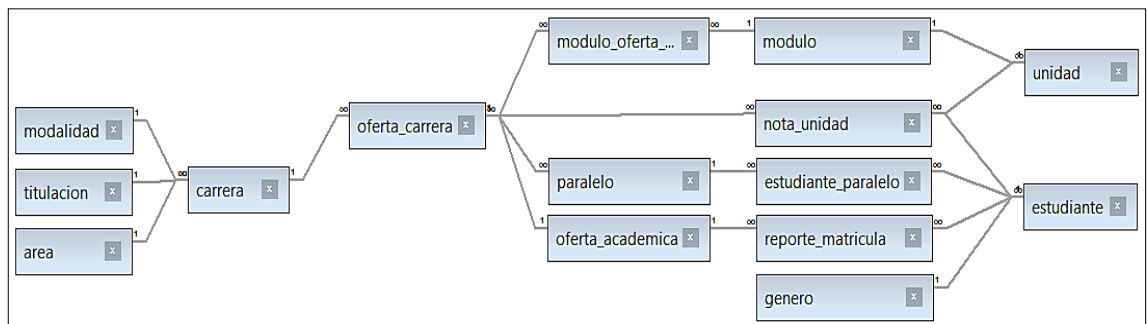 modulo_oferta_...
modulo
unidad
modalidad
oferta_carrera
nota_unidad
titulacion
carrera
paralelo
estudiante_paralelo
estudiante
area
oferta_academica
reporte_matricula
genero